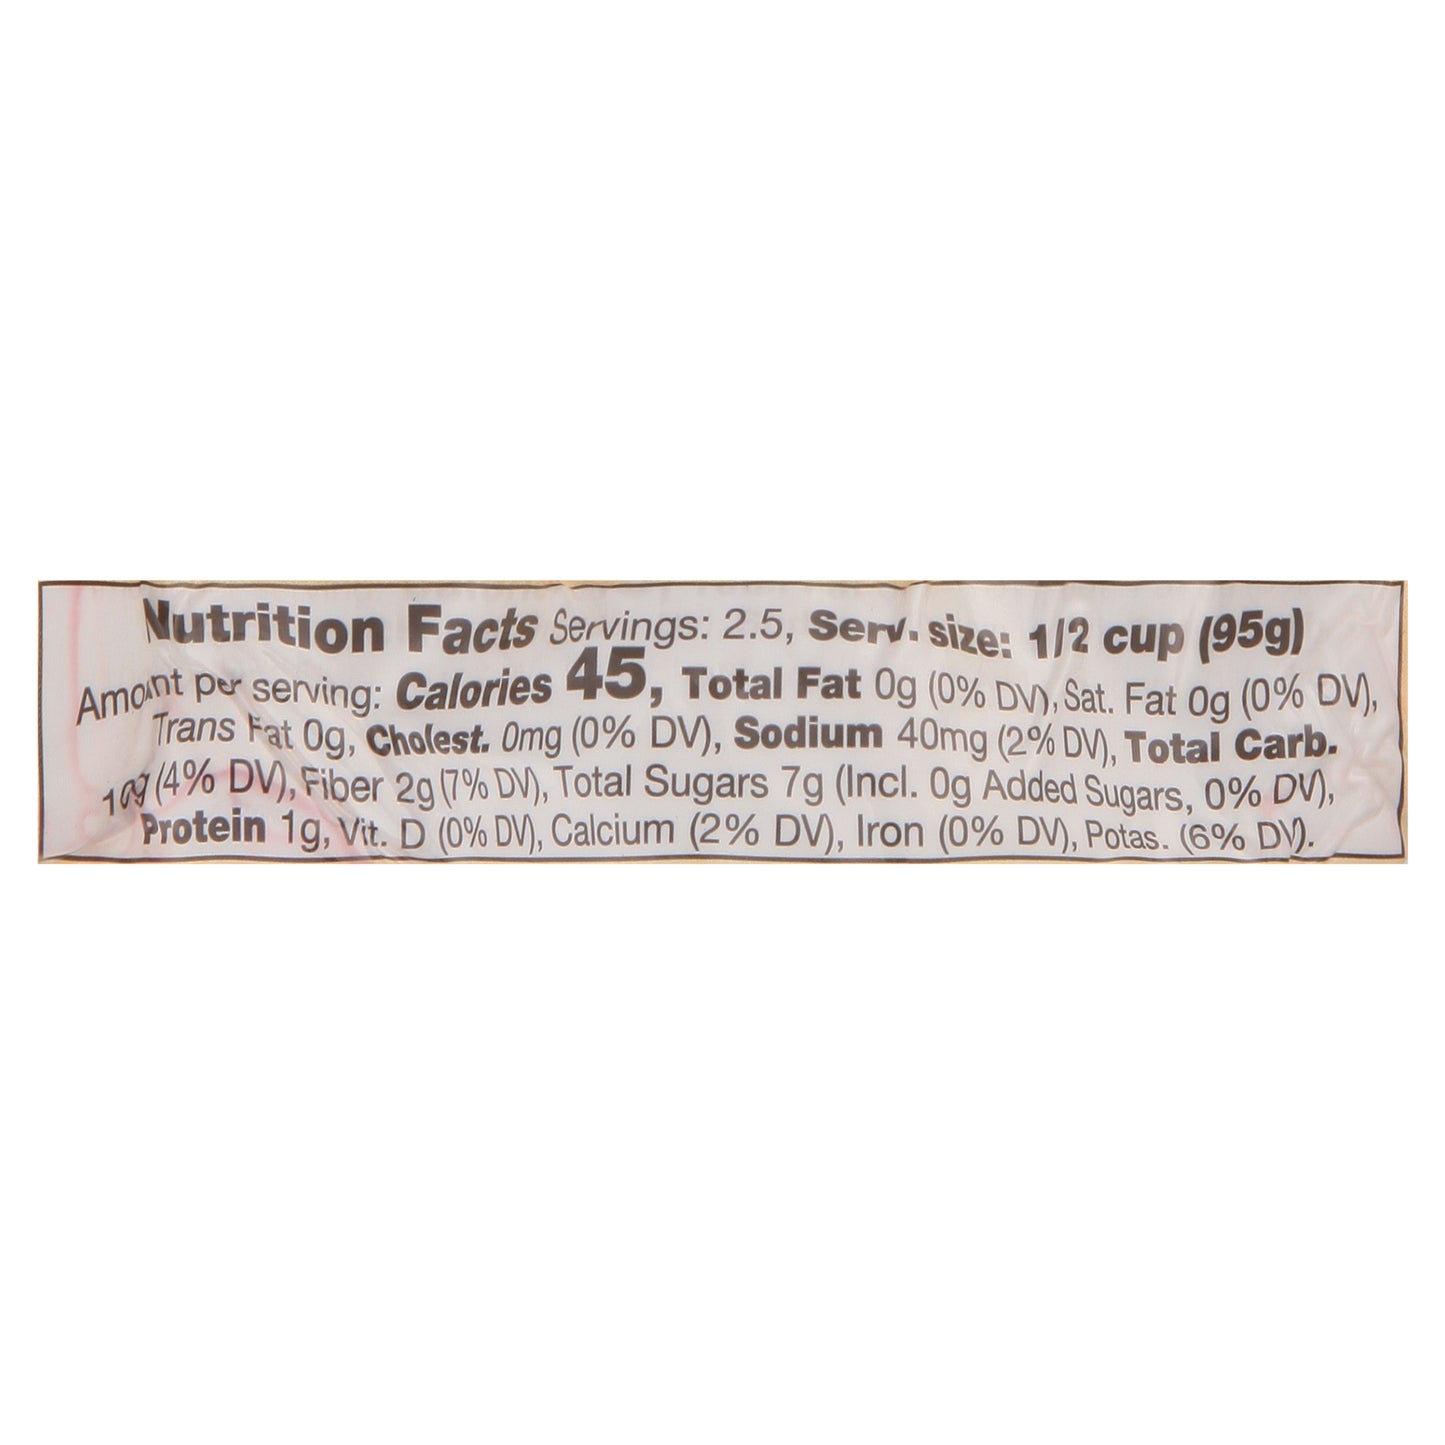 Nutrition Facts Servings: 2.5, Serv. size: 1/2 cup (95g)
Amount per serving: Calories 45, Total Fat 0g (0% DV), Sat. Fat 0g (0% DV),
Trans Fat 0g, Cholest. 0mg (0% DV), Sodium 40mg (2% DV), Total Carb.
10g (4% DV), Fiber 2g (7% DV), Total Sugars 7g (Incl. 0g Added Sugars, 0% DV),
Protein 1g, Vit. D (0% DV), Calcium (2% DV), Iron (0% DV), Potas. (6% DV).